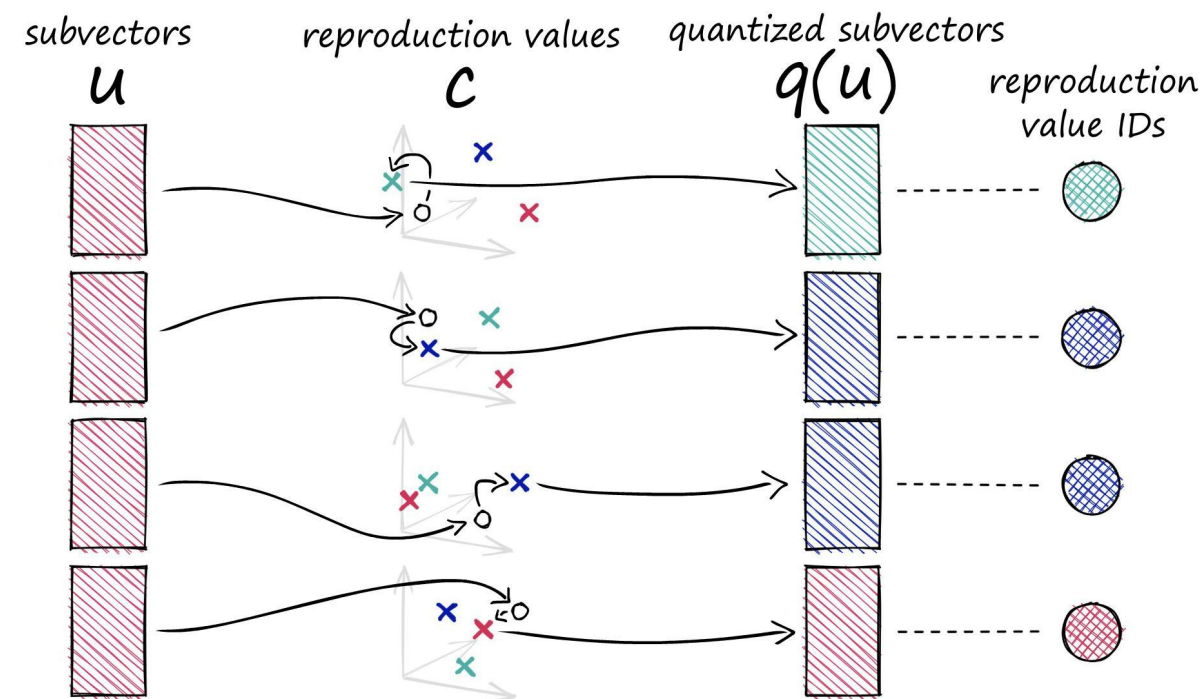 subvectors
u
reproduction values
c
quantized subvectors
q(u)
reproduction
value IDs